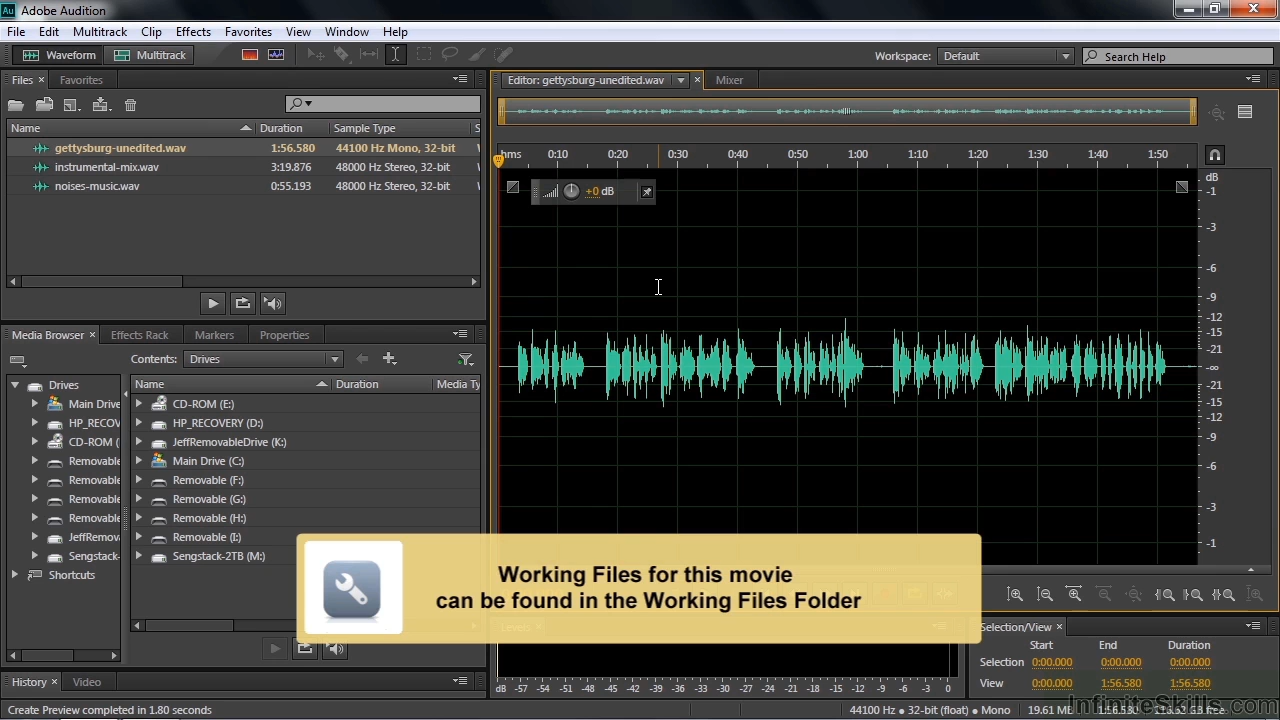 Au Adobe Audition
File Edit Multitrack Clip Effects Favorites View Window Help
Waveform Multitrack Workspace: Default Search Help
Files × Favorites
Name Duration Sample Type S
gettysburg-unedited.wav 1:56.580 44100 Hz Mono, 32-bit
instrumental-mix.wav 3:19.876 48000 Hz Stereo, 32-bit
noises-music.wav 0:55.193 48000 Hz Stereo, 32-bit
Editor: gettysburg-unedited.wav × Mixer
hms 0:10 0:20 0:30 0:40 0:50 1:00 1:10 1:20 1:30 1:40 1:50
+0 dB
dB
-1
-3
-6
-9
-12
-15
-21
-∞
-21
-15
-12
-9
-6
-3
-1
Media Browser × Effects Rack Markers Properties
Contents: Drives
Drives
Main Drive
HP_RECOV
CD-ROM (
Removable
Removable
Removable
Removable
JeffRemova
Sengstack-
Shortcuts
Name Duration Media Ty
CD-ROM (E:)
HP_RECOVERY (D:)
JeffRemovableDrive (K:)
Main Drive (C:)
Removable (F:)
Removable (G:)
Removable (H:)
Removable (I:)
Sengstack-2TB (M:)
Working Files for this movie
can be found in the Working Files Folder
Levels ×
dB -57 -54 -51 -48 -45 -42 -39 -36 -33 -30 -27 -24 -21 -18 -15 -12 -9 -6 -3 0
Selection/View ×
Start End Duration
Selection 0:00.000 0:00.000 0:00.000
View 0:00.000 1:56.580 1:56.580
History × Video
Create Preview completed in 1.80 seconds
44100 Hz ● 32-bit (float) ● Mono 19.61 MB 1:56.580 free
InfiniteSkills.com